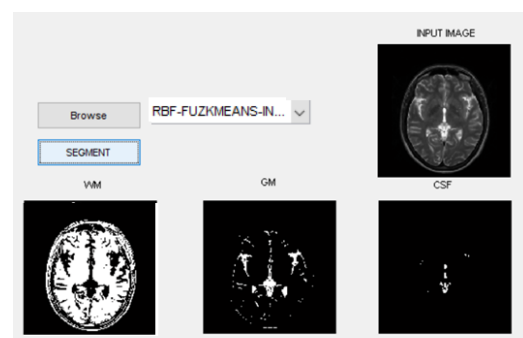 INPUT IMAGE
Browse
RBF-FUZKMEANS-IN...
SEGMENT
WM
GM
CSF